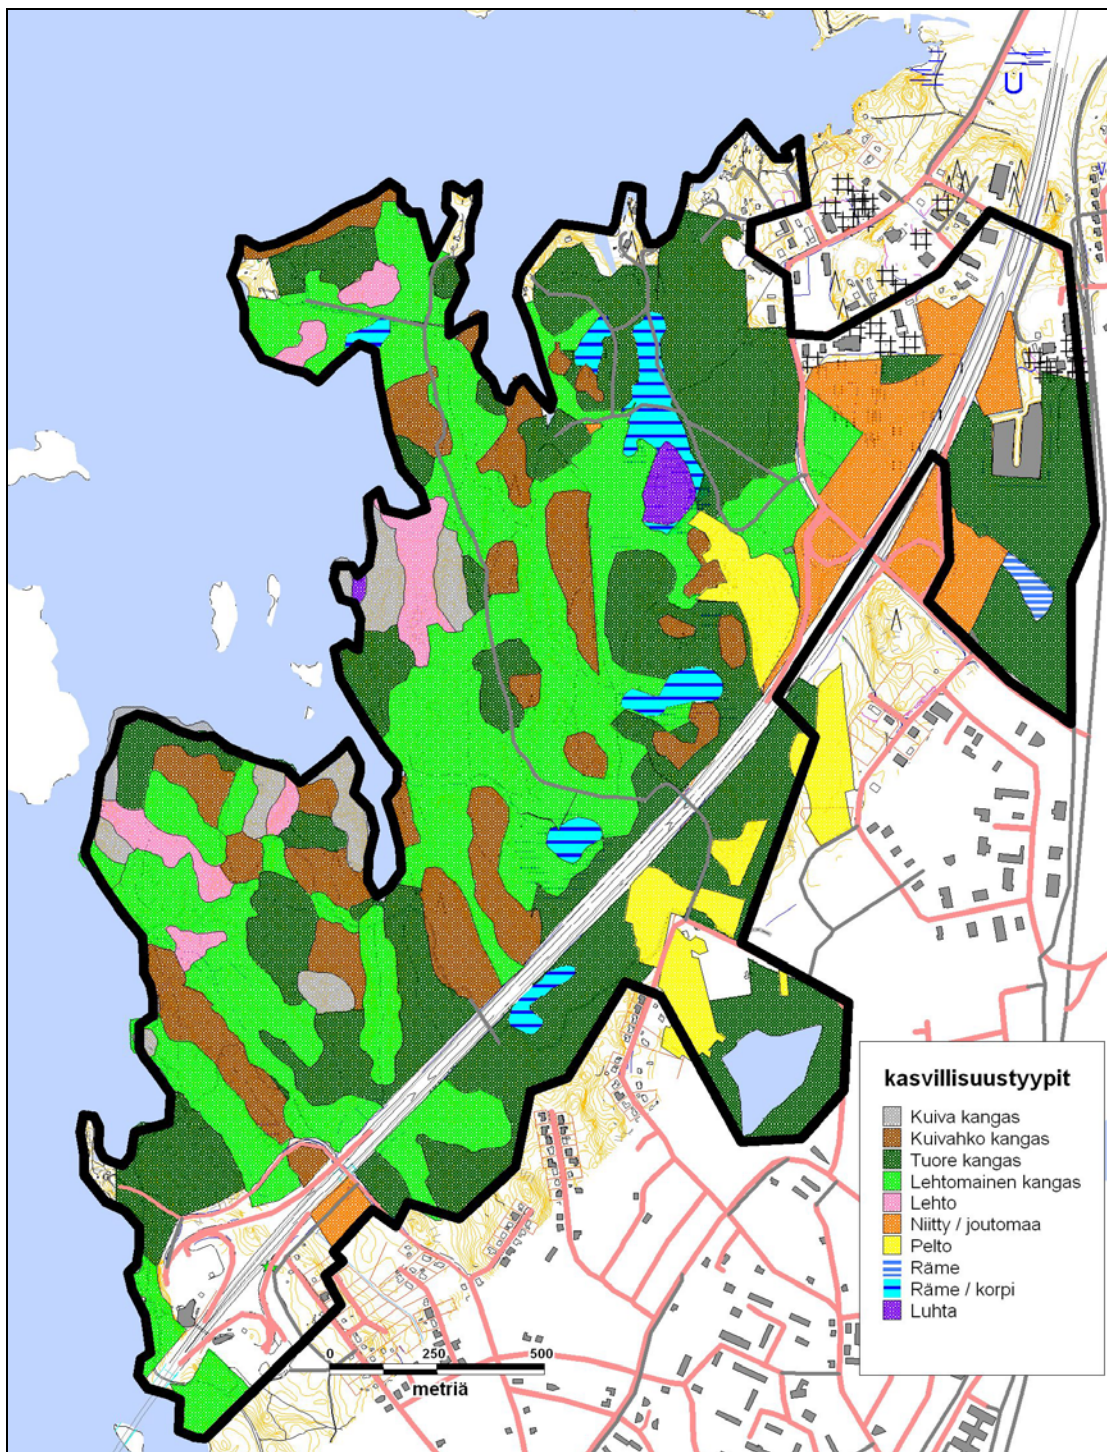 kasvillisuustyypit
Kuiva kangas
Kuivahko kangas
Tuore kangas
Lehtomainen kangas
Lehto
Niitty / joutomaa
Pelto
Räme
Räme / korpi
Luhta
0 250 500
metriä